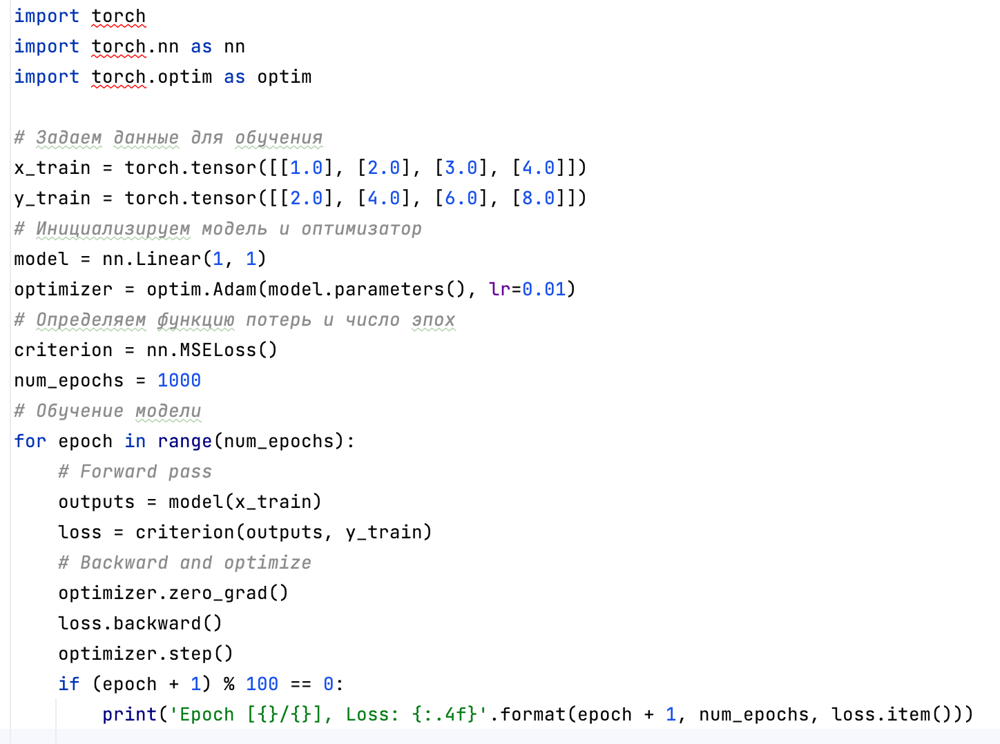 import torch
import torch.nn as nn
import torch.optim as optim

# Задаем данные для обучения
x_train = torch.tensor([[1.0], [2.0], [3.0], [4.0]])
y_train = torch.tensor([[2.0], [4.0], [6.0], [8.0]])
# Инициализируем модель и оптимизатор
model = nn.Linear(1, 1)
optimizer = optim.Adam(model.parameters(), lr=0.01)
# Определяем функцию потерь и число эпох
criterion = nn.MSELoss()
num_epochs = 1000
# Обучение модели
for epoch in range(num_epochs):
    # Forward pass
    outputs = model(x_train)
    loss = criterion(outputs, y_train)
    # Backward and optimize
    optimizer.zero_grad()
    loss.backward()
    optimizer.step()
    if (epoch + 1) % 100 == 0:
        print('Epoch [{}/{}], Loss: {:.4f}'.format(epoch + 1, num_epochs, loss.item()))